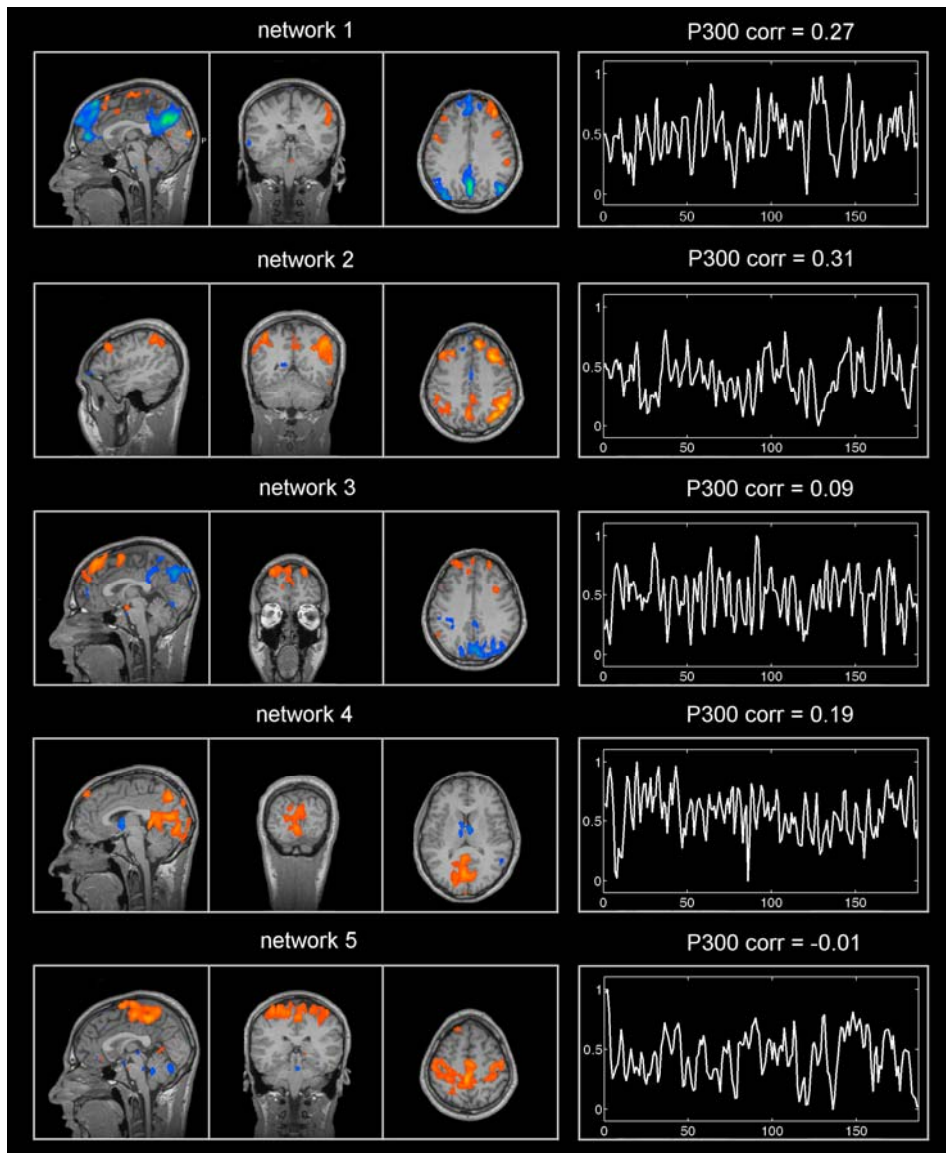 network 1
P300 corr = 0.27
P
1
0.5
0
0 50 100 150
network 2
P300 corr = 0.31
1
0.5
0
0 50 100 150
network 3
P300 corr = 0.09
1
0.5
0
0 50 100 150
network 4
P300 corr = 0.19
1
0.5
0
0 50 100 150
network 5
P300 corr = -0.01
1
0.5
0
0 50 100 150